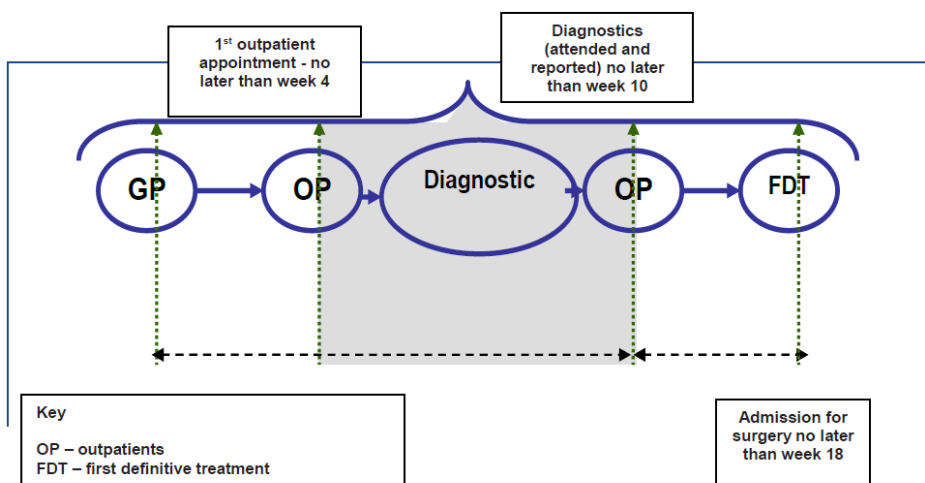 1st outpatient
appointment - no
later than week 4
Diagnostics
(attended and
reported) no later
than week 10
GP
OP
Diagnostic
OP
FDT
Key
OP – outpatients
FDT – first definitive treatment
Admission for
surgery no later
than week 18